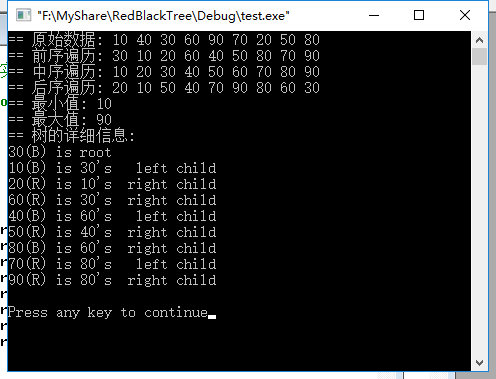 "F:\MyShare\RedBlackTree\Debug\test.exe"
== 原始数据: 10 40 30 60 90 70 20 50 80
== 前序遍历: 30 10 20 60 40 50 80 70 90
== 中序遍历: 10 20 30 40 50 60 70 80 90
== 后序遍历: 20 10 50 40 70 90 80 60 30
== 最小值: 10
== 最大值: 90
== 树的详细信息:
30(B) is root
10(B) is 30's   left child
20(R) is 10's  right child
60(R) is 30's  right child
40(B) is 60's   left child
50(R) is 40's  right child
80(B) is 60's  right child
70(R) is 80's   left child
90(R) is 80's  right child
Press any key to continue